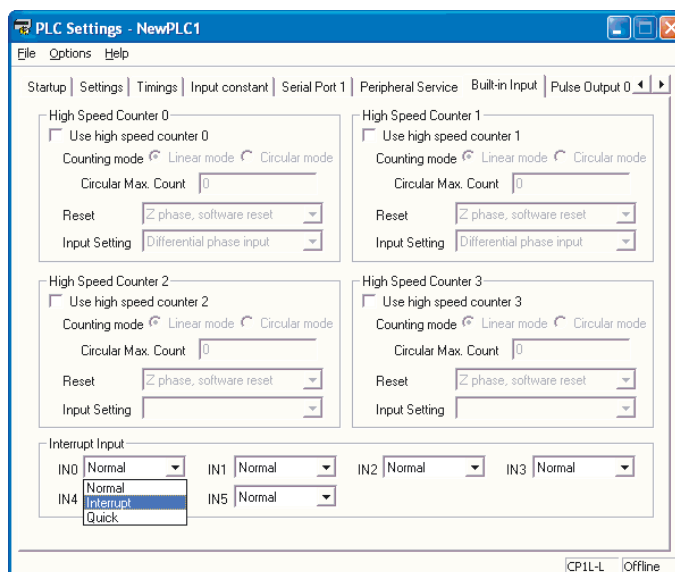 PLC Settings - NewPLC1
File Options Help
Startup Settings Timings Input constant Serial Port 1 Peripheral Service Built-in Input Pulse Output 0
High Speed Counter 0
Use high speed counter 0
Counting mode Linear mode Circular mode
Circular Max. Count 0
Reset Z phase, software reset
Input Setting Differential phase input
High Speed Counter 1
Use high speed counter 1
Counting mode Linear mode Circular mode
Circular Max. Count 0
Reset Z phase, software reset
Input Setting Differential phase input
High Speed Counter 2
Use high speed counter 2
Counting mode Linear mode Circular mode
Circular Max. Count 0
Reset Z phase, software reset
Input Setting
High Speed Counter 3
Use high speed counter 3
Counting mode Linear mode Circular mode
Circular Max. Count 0
Reset Z phase, software reset
Input Setting
Interrupt Input
IN0 Normal IN1 Normal IN2 Normal IN3 Normal
Normal
IN4 Interrupt IN5 Normal
Quick
CP1L-L Offline